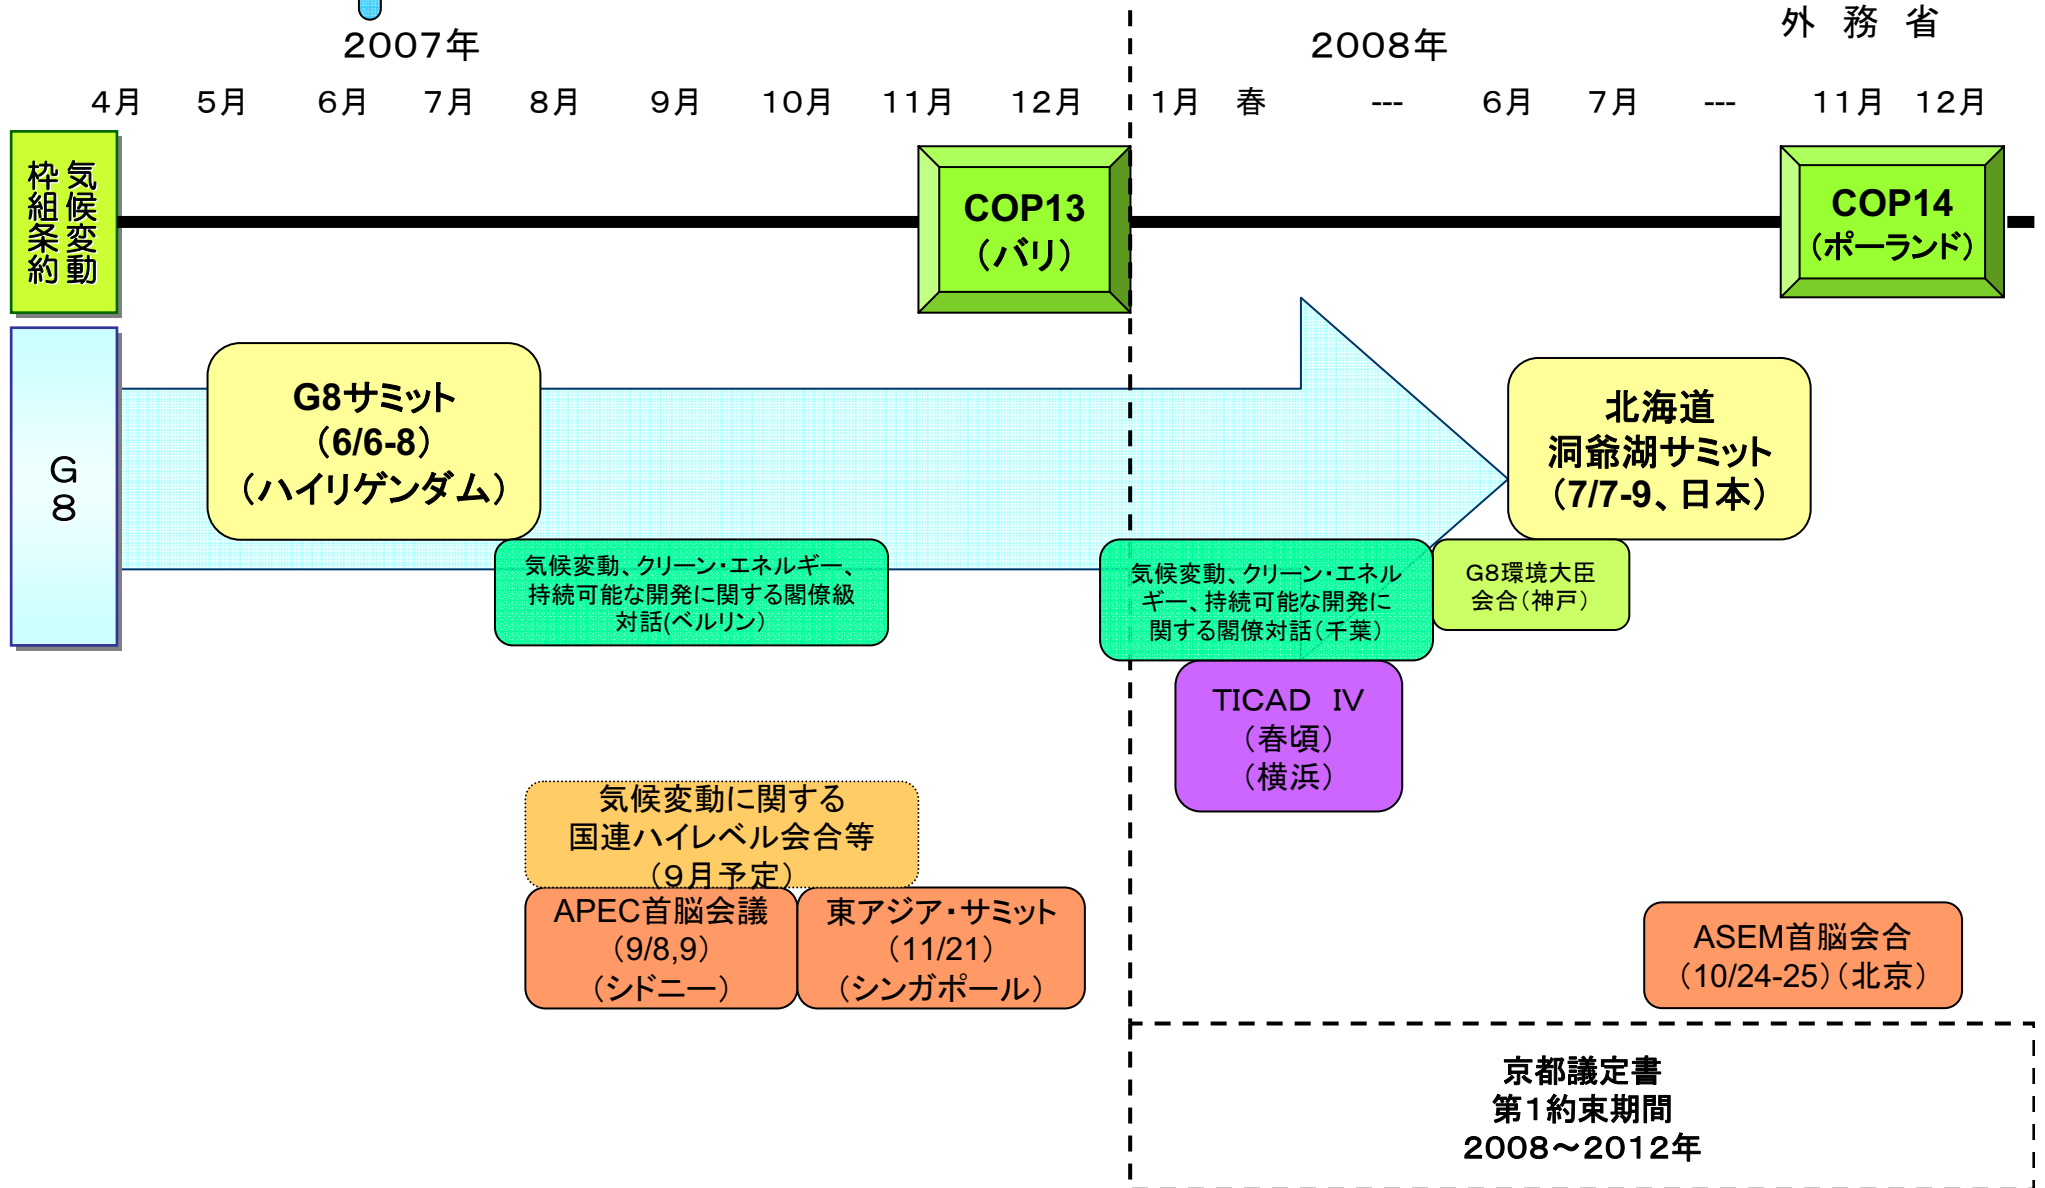 外 務 省
２００７年
２００８年
４月 ５月 ６月 ７月 ８月 ９月 １０月 １１月 １２月 １月 春 --- ６月 ７月 --- １１月 １２月
気候変動
枠組条約
COP13
（バリ）
COP14
（ポーランド）
Ｇ
８
G8サミット
（6/6-8）
（ハイリゲンダム）
北海道
洞爺湖サミット
（7/7-9、日本）
気候変動、クリーン・エネルギー、
持続可能な開発に関する閣僚級
対話(ベルリン）
気候変動、クリーン・エネル
ギー、持続可能な開発に
関する閣僚対話（千葉）
Ｇ８環境大臣
会合（神戸）
ＴＩＣＡＤ　Ⅳ
（春頃）
（横浜）
気候変動に関する
国連ハイレベル会合等
（９月予定）
APEC首脳会議
（9/8,9）
（シドニー）
東アジア・サミット
（11/21）
（シンガポール）
ASEM首脳会合
（10/24-25）（北京）
京都議定書
第１約束期間
２００８～２０１２年